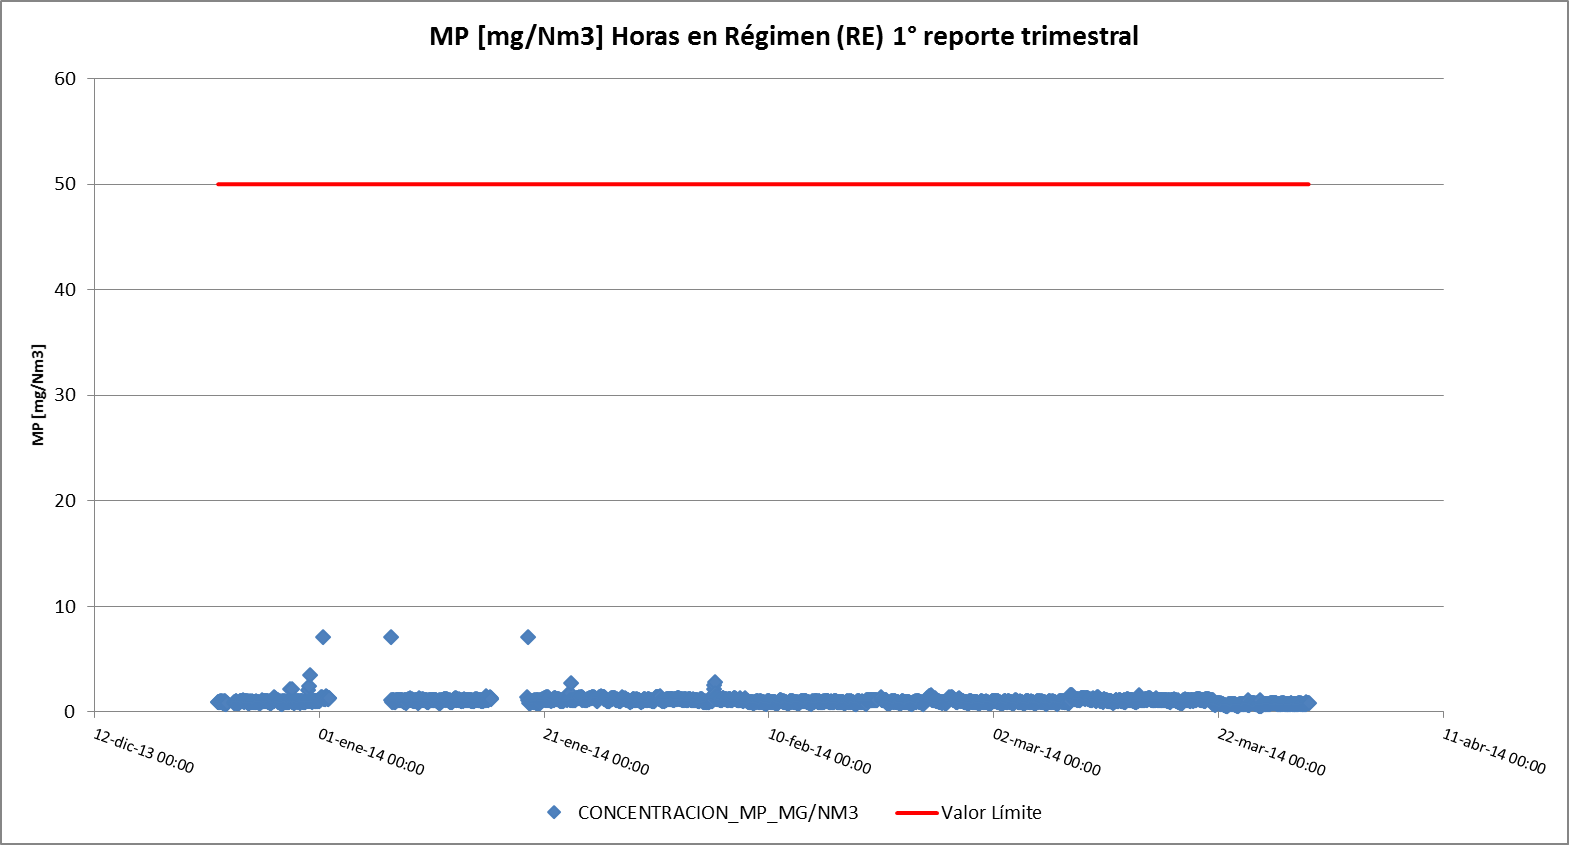 MP [mg/Nm3] Horas en Régimen (RE) 1° reporte trimestral
60
50
40
30
20
10
0
MP [mg/Nm3]
12-dic-13 00:00
01-ene-14 00:00
21-ene-14 00:00
10-feb-14 00:00
02-mar-14 00:00
22-mar-14 00:00
11-abr-14 00:00
CONCENTRACION_MP_MG/NM3
Valor Límite